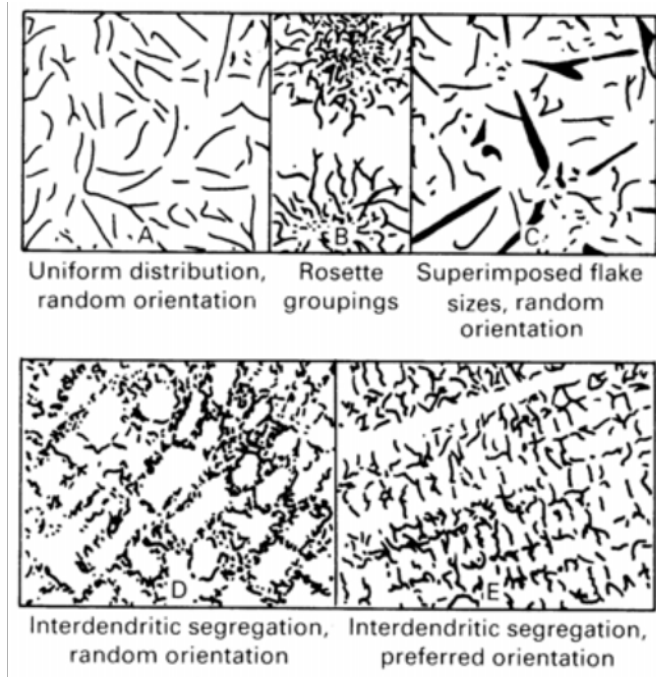 A
B
C
Uniform distribution,
random orientation
Rosette
groupings
Superimposed flake
sizes, random
orientation
D
E
Interdendritic segregation,
random orientation
Interdendritic segregation,
preferred orientation